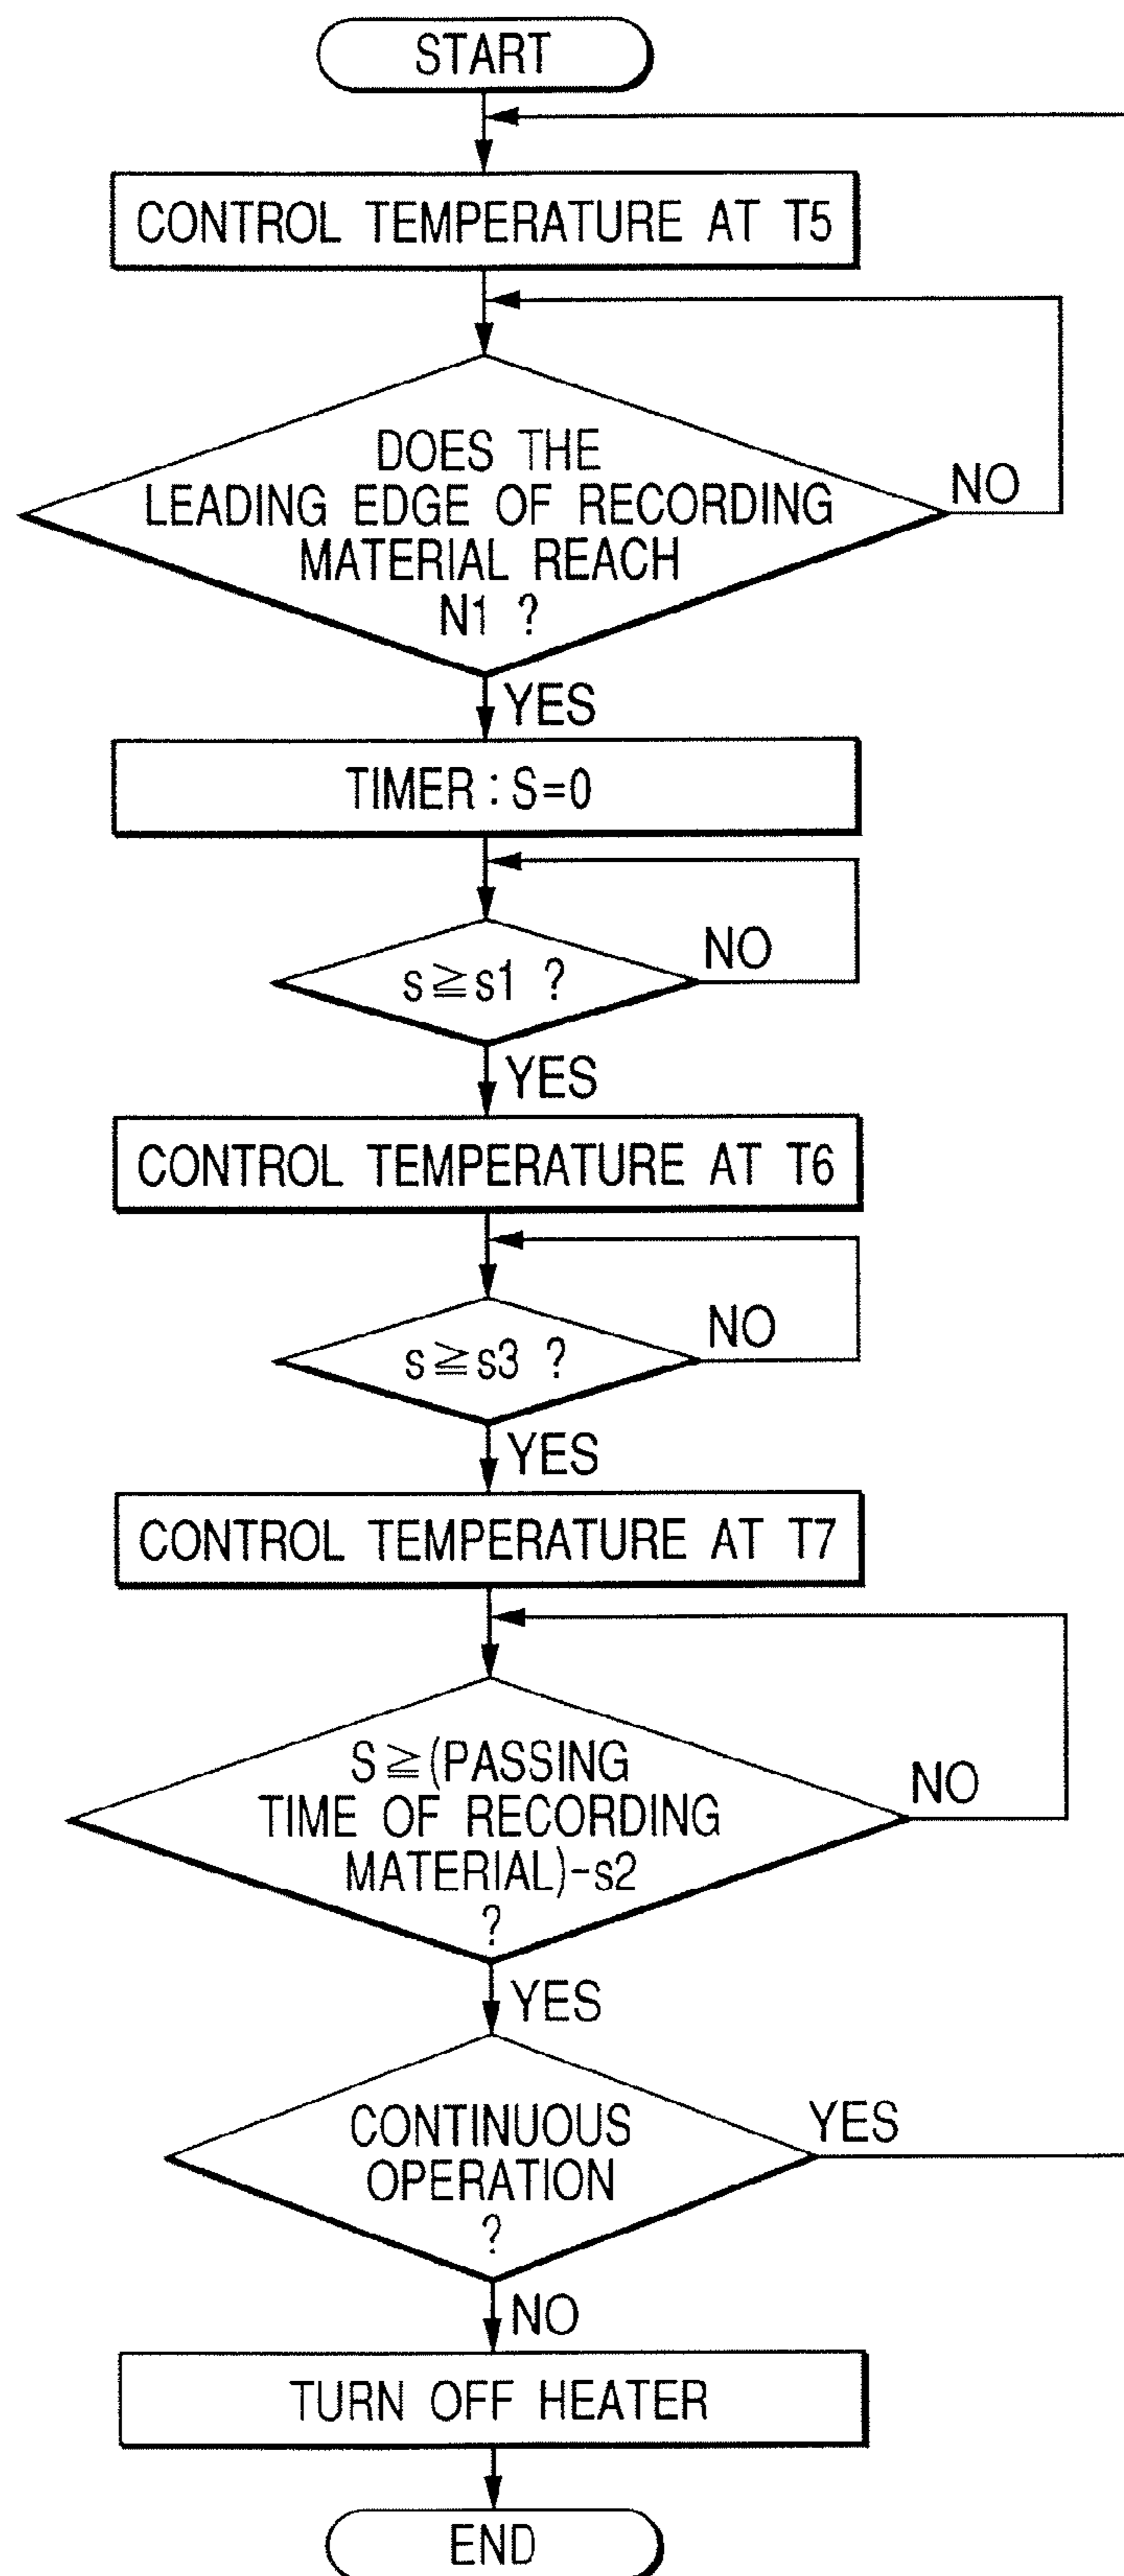 START
CONTROL TEMPERATURE AT T5
DOES THE
LEADING EDGE OF RECORDING
MATERIAL REACH
N1 ?
NO
YES
TIMER : S=0
s≧s1 ?
NO
YES
CONTROL TEMPERATURE AT T6
s≧s3 ?
NO
YES
CONTROL TEMPERATURE AT T7
S≧(PASSING
TIME OF RECORDING
MATERIAL)-s2
?
NO
YES
CONTINUOUS
OPERATION
?
YES
NO
TURN OFF HEATER
END